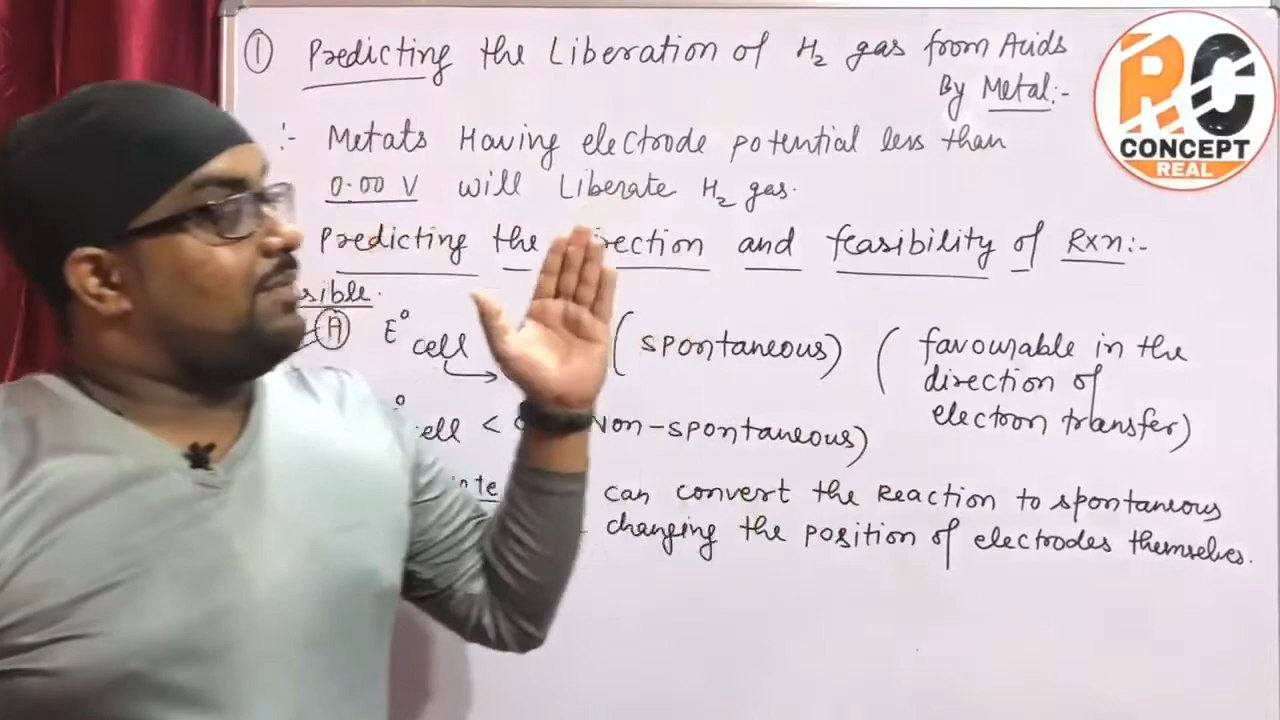 ① Predicting the Liberation of H₂ gas from Acids
By Metal:-
:- Metals Having electrode potential less than
0.00 V will Liberate H₂ gas.
Predicting the and feasibility of Rxn:-
(A) E°cell (spontaneous) (favourable in the
direction of
electron transfer)
< Non-spontaneous)
can convert the Reaction to spontaneous
changing the position of electrodes themselves.
RC
CONCEPT
REAL